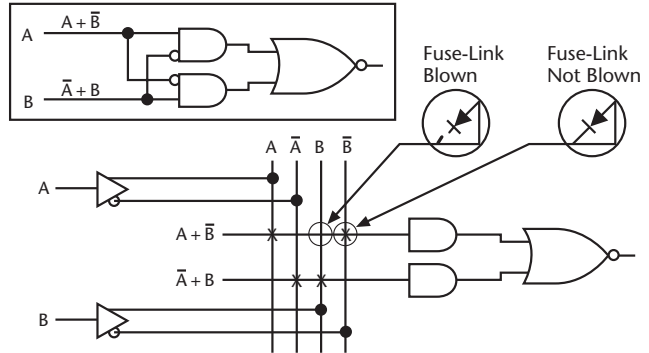 A
A + B̅
B
A̅ + B
Fuse-Link
Blown
Fuse-Link
Not Blown
A A̅ B B̅
A
A + B̅
A̅ + B
B